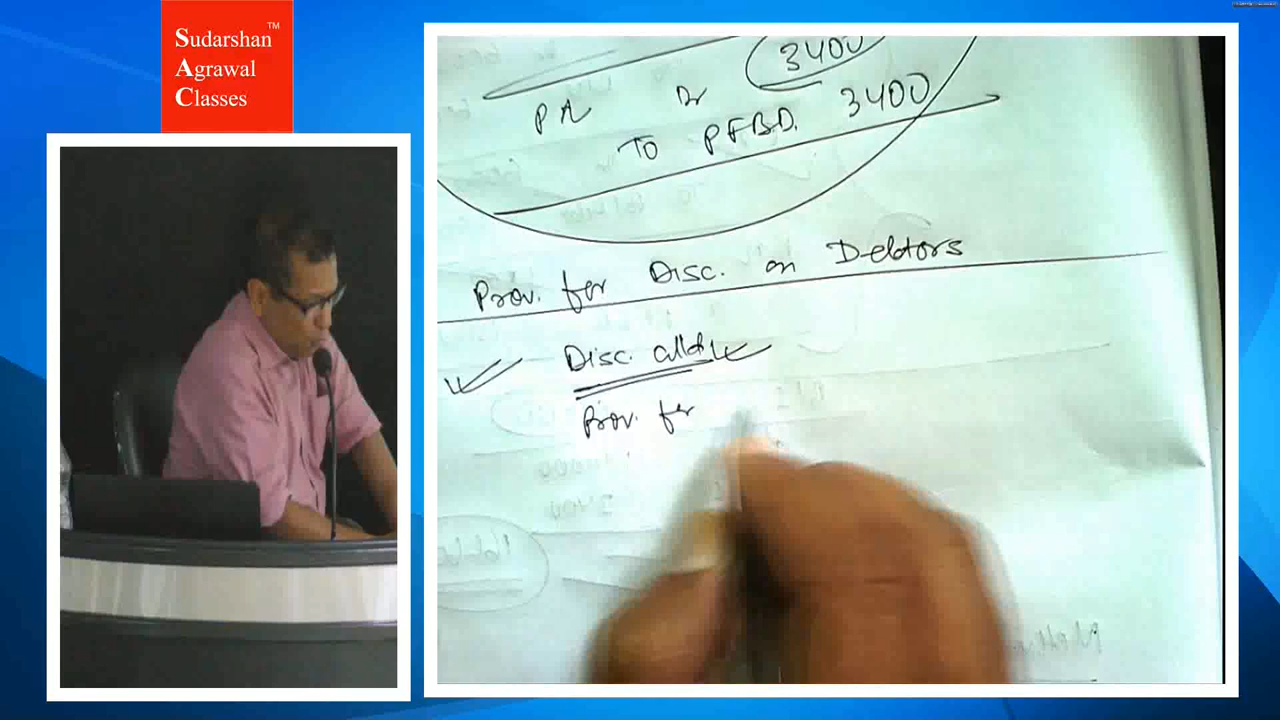 Sudarshan™
Agrawal
Classes
3400
PA Dr
To PFBD. 3400
Prov. for Disc. on Debtors
Disc. alld
Prov. for